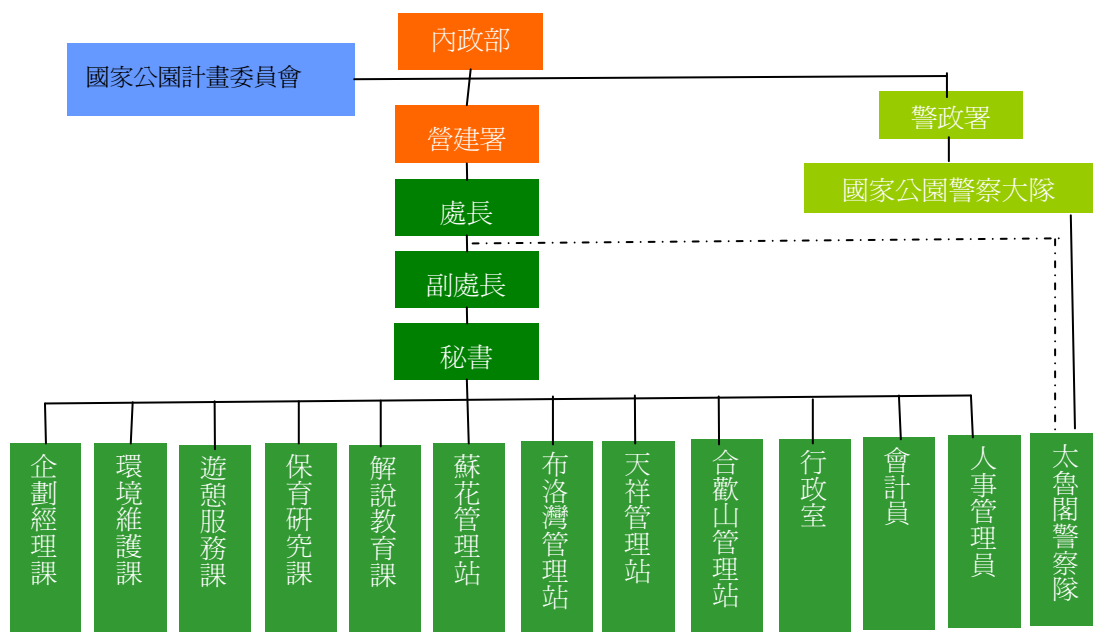 內政部
國家公園計畫委員會
警政署
營建署
國家公園警察大隊
處長
副處長
秘書
企劃經理課
環境維護課
遊憩服務課
保育研究課
解說教育課
蘇花管理站
布洛灣管理站
天祥管理站
合歡山管理站
行政室
會計員
人事管理員
太魯閣警察隊